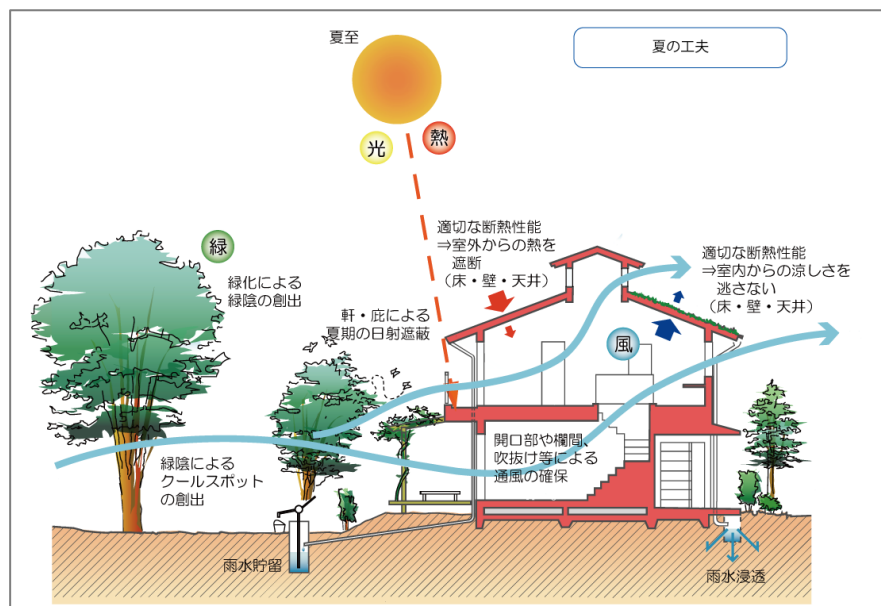 夏至
夏の工夫
光
熱
緑
緑化による
緑陰の創出
適切な断熱性能
⇒室外からの熱を
遮断
(床・壁・天井)
適切な断熱性能
⇒室内からの涼しさを
逃さない
(床・壁・天井)
軒・庇による
夏期の日射遮蔽
風
緑陰による
クールスポット
の創出
開口部や欄間、
吹抜け等による
通風の確保
雨水貯留
雨水浸透